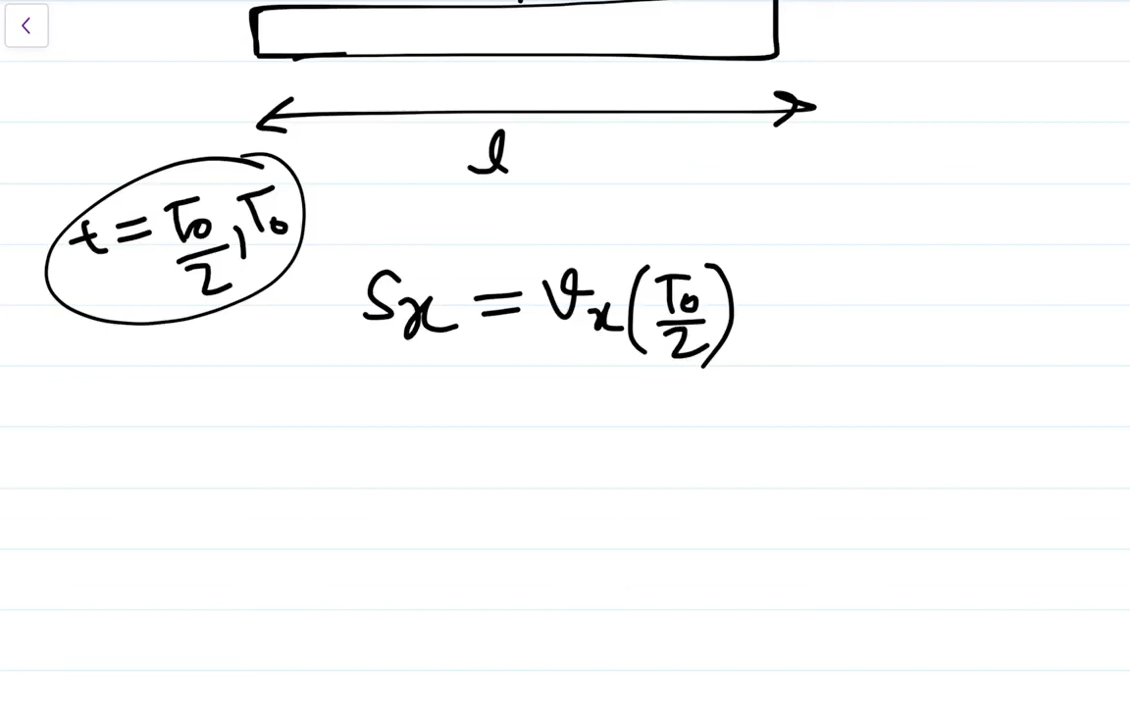 l
t = T₀/2, T₀
Sx = vx (T₀/2)